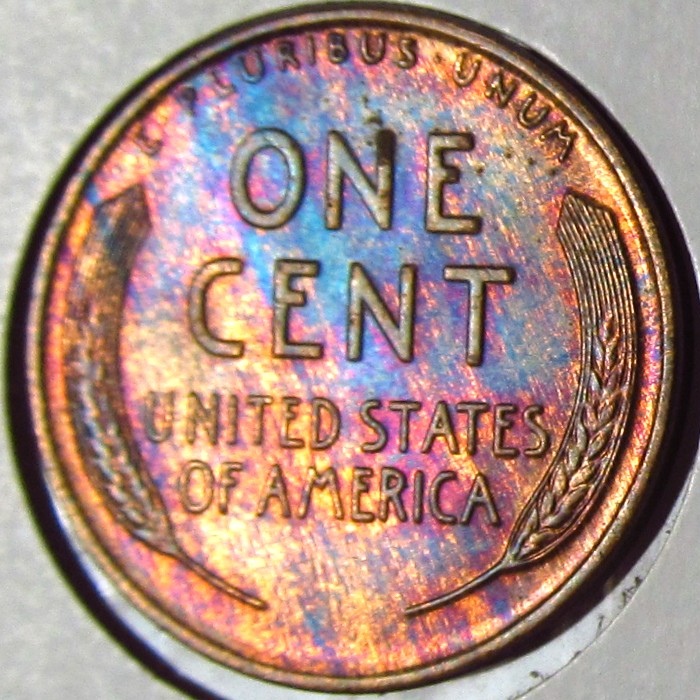 E PLURIBUS · UNUM
ONE
CENT
UNITED STATES
OF AMERICA